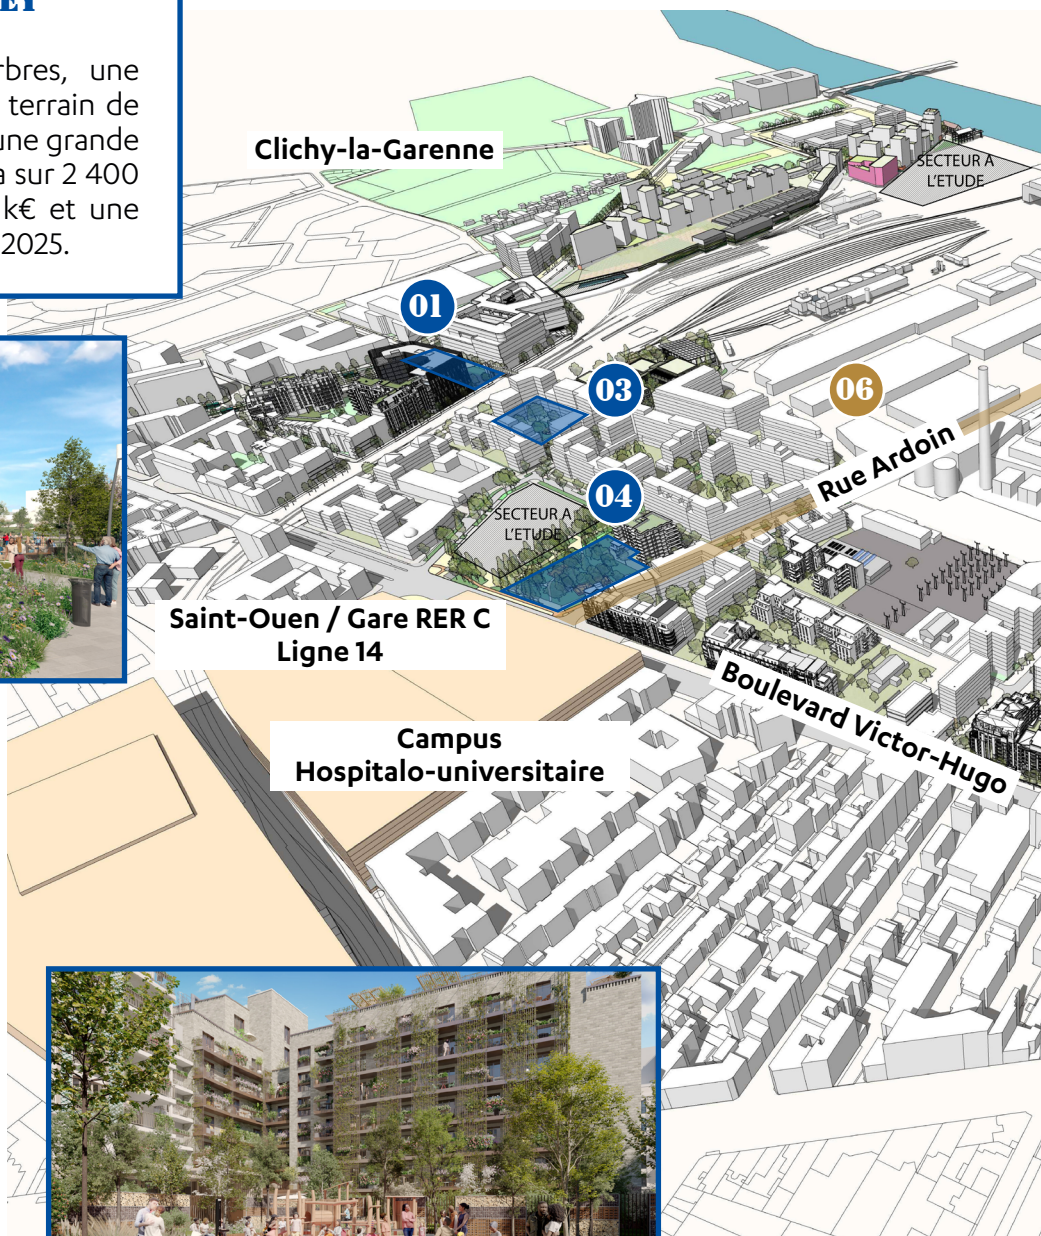 rbres, une
terrain de
une grande
a sur 2 400
k€ et une
2025.
Clichy-la-Garenne
SECTEUR A
L'ETUDE
01
03
06
Rue Ardoin
04
SECTEUR A
L'ETUDE
Saint-Ouen / Gare RER C
Ligne 14
Boulevard Victor-Hugo
Campus
Hospitalo-universitaire